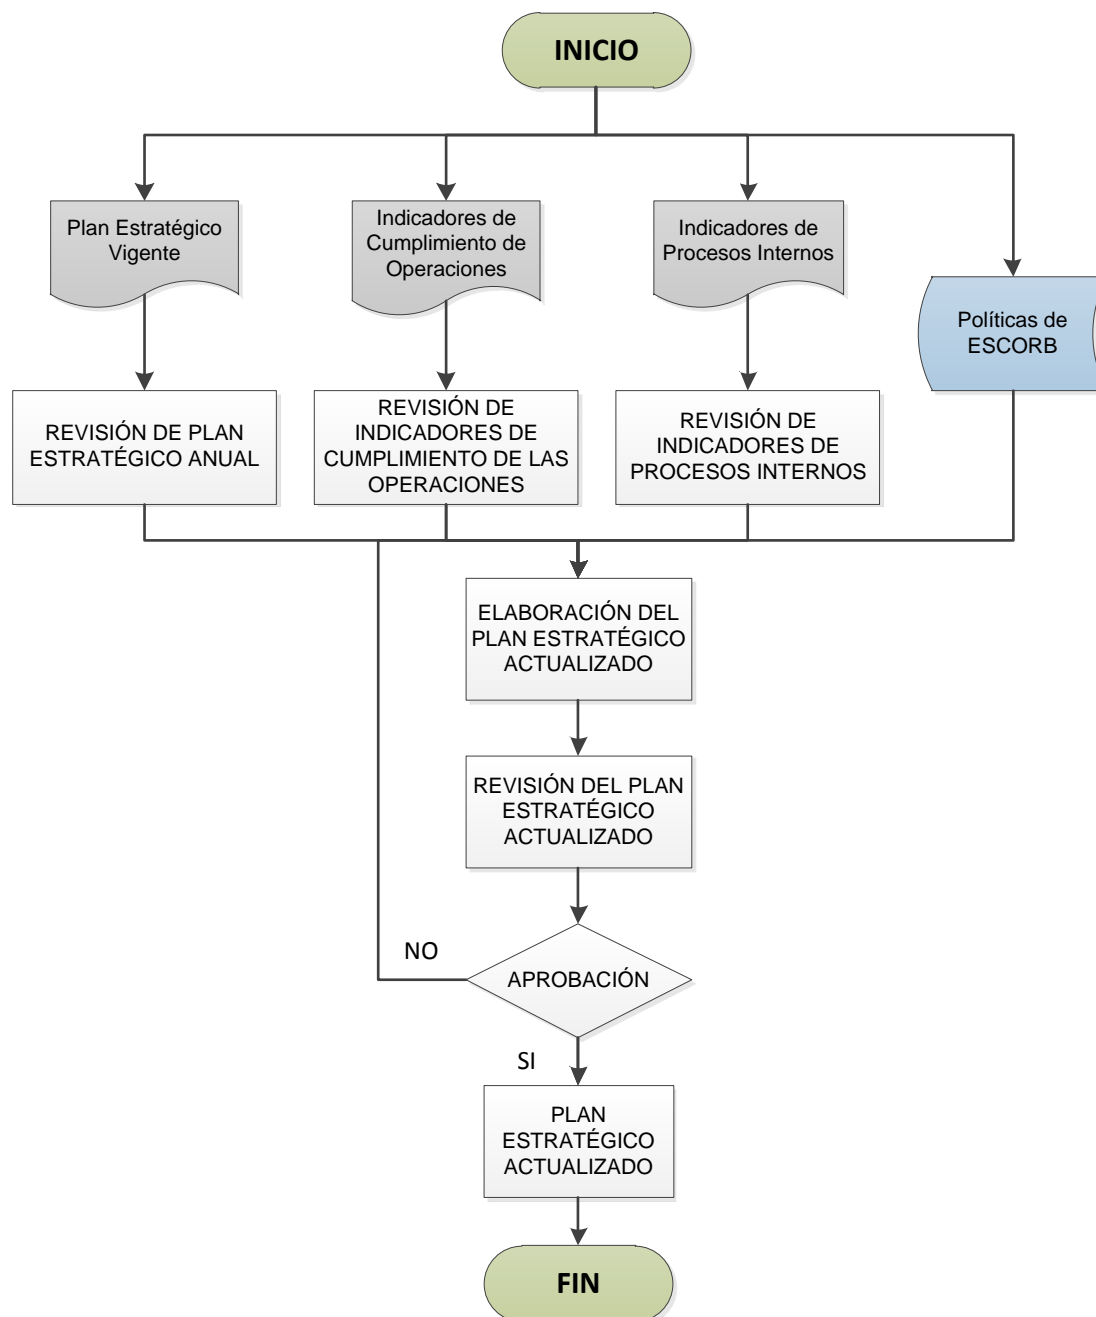 INICIO
Plan Estratégico
Vigente
Indicadores de
Cumplimiento de
Operaciones
Indicadores de
Procesos Internos
Políticas de
ESCORB
REVISIÓN DE PLAN
ESTRATÉGICO ANUAL
REVISIÓN DE
INDICADORES DE
CUMPLIMIENTO DE LAS
OPERACIONES
REVISIÓN DE
INDICADORES DE
PROCESOS INTERNOS
ELABORACIÓN DEL
PLAN ESTRATÉGICO
ACTUALIZADO
REVISIÓN DEL PLAN
ESTRATÉGICO
ACTUALIZADO
NO
APROBACIÓN
SI
PLAN
ESTRATÉGICO
ACTUALIZADO
FIN